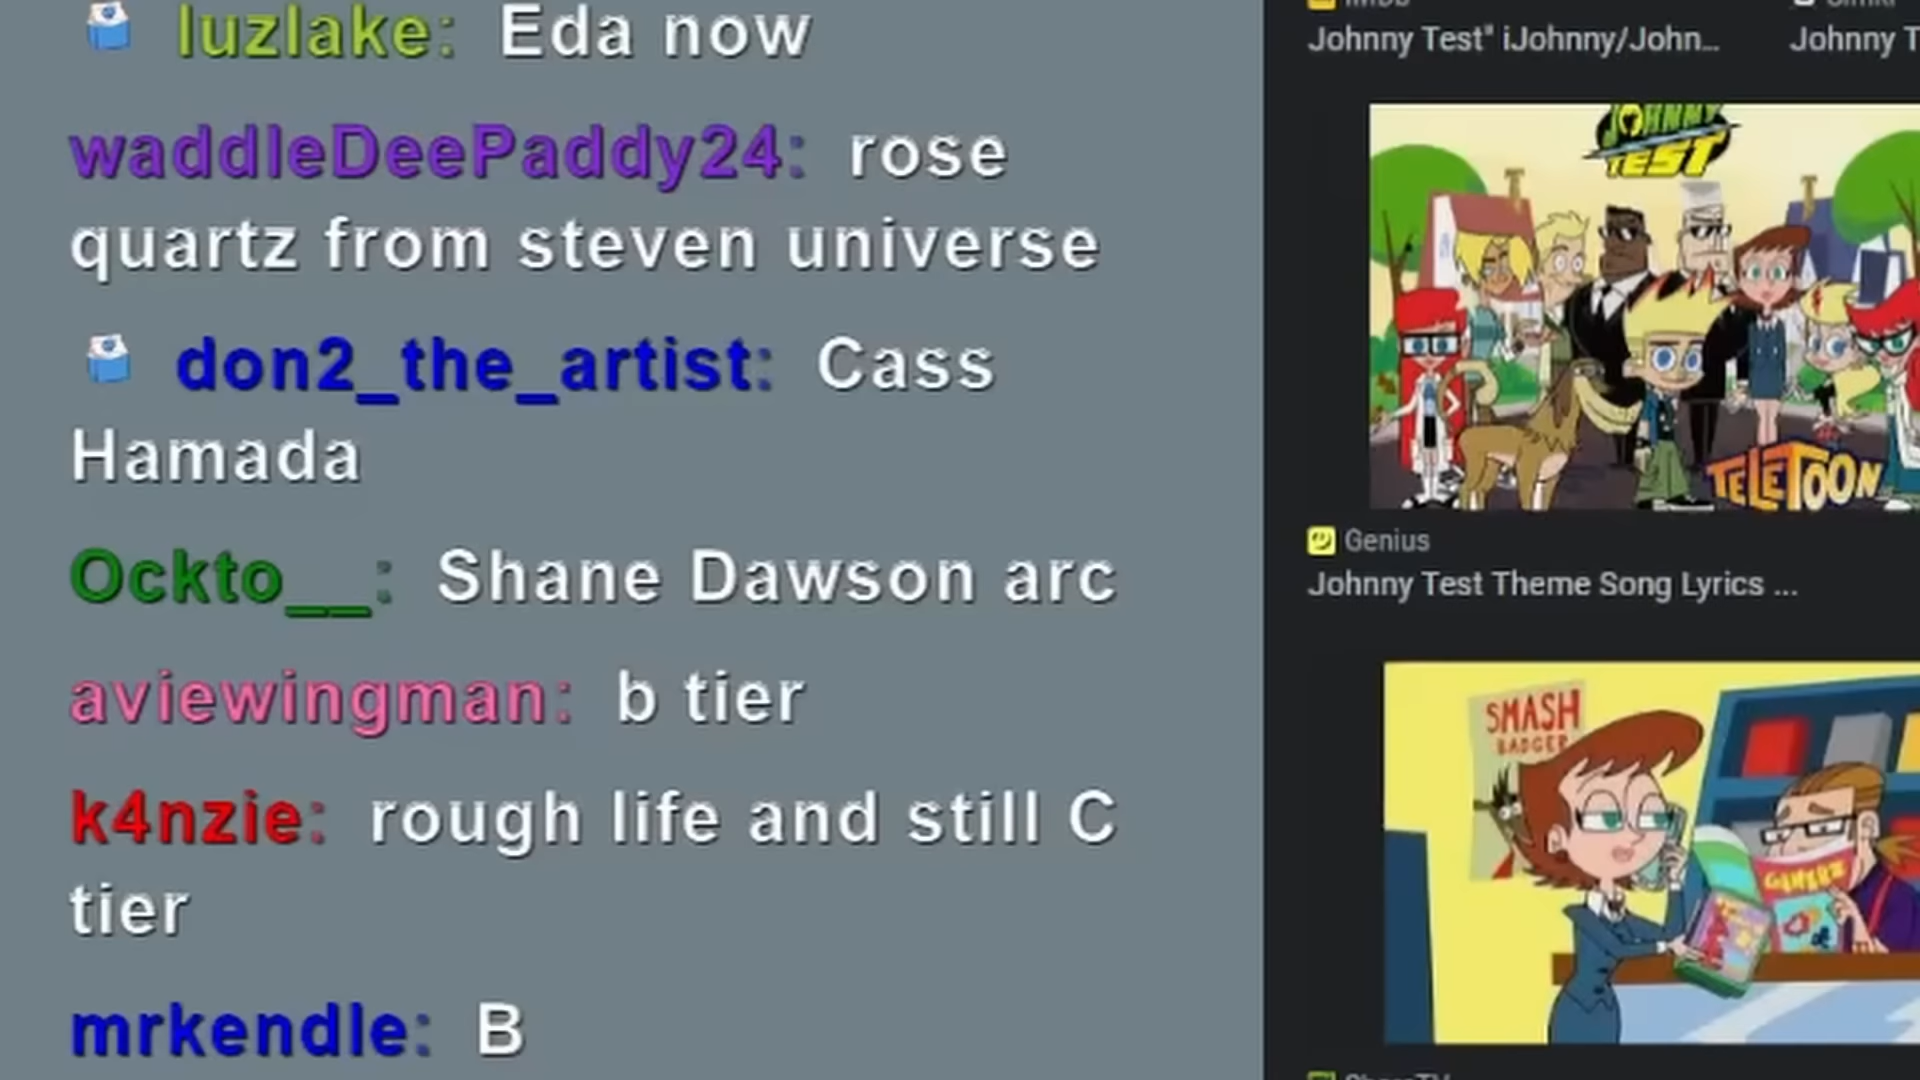 luzlake: Eda now
waddleDeePaddy24: rose
quartz from steven universe
don2_the_artist: Cass
Hamada
Ockto__: Shane Dawson arc
aviewingman: b tier
k4nzie: rough life and still C
tier
mrkendle: B
Johnny Test" iJohnny/John...
Johnny T
JOHNNY
TEST
TELETOON
Genius
Johnny Test Theme Song Lyrics ...
SMASH
BADGER
GAMERZ